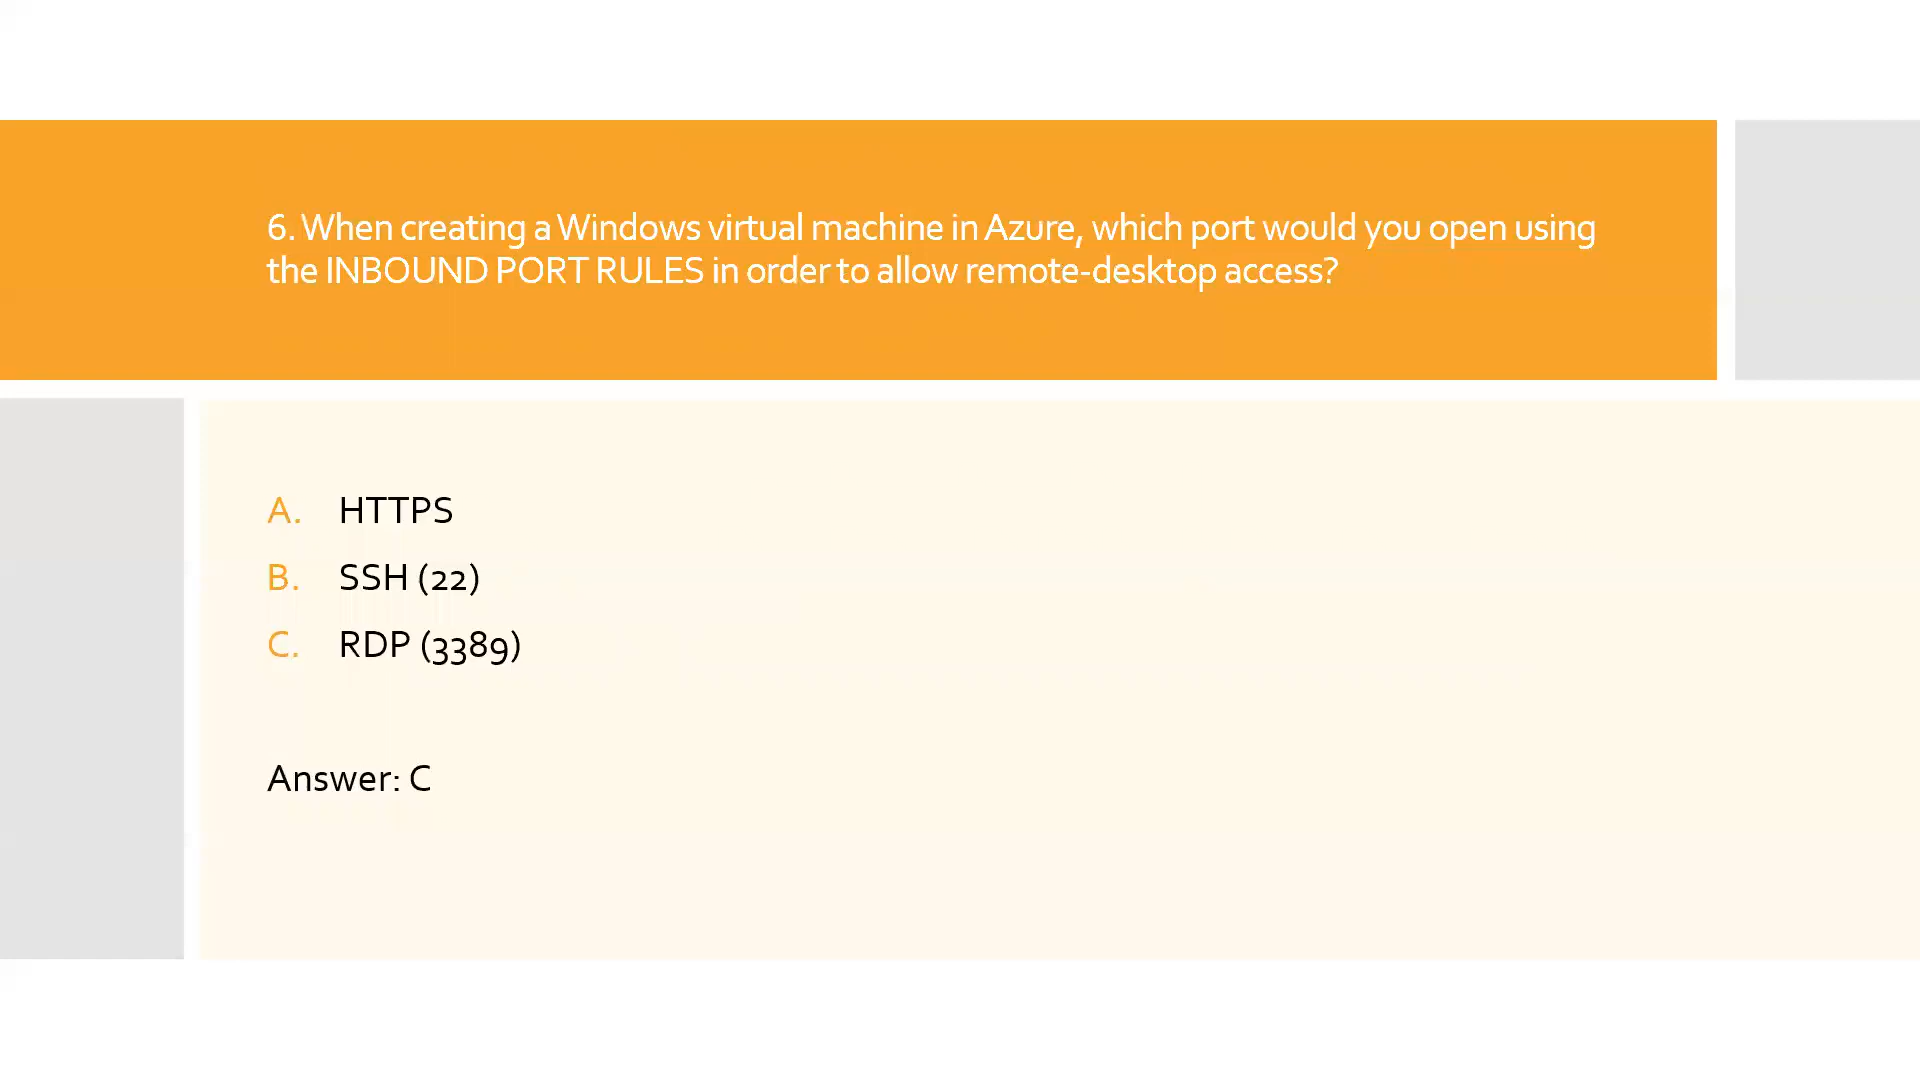 6. When creating a Windows virtual machine in Azure, which port would you open using
the INBOUND PORT RULES in order to allow remote-desktop access?
A. HTTPS
B. SSH (22)
C. RDP (3389)
Answer: C